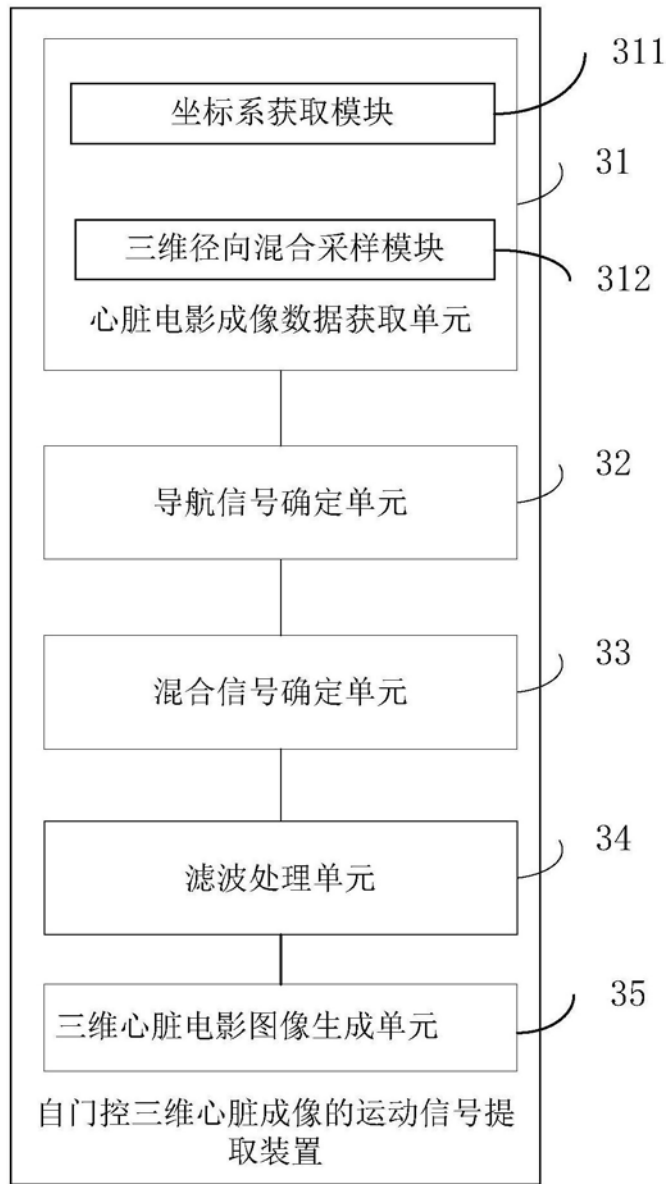 坐标系获取模块
311
31
三维径向混合采样模块
312
心脏电影成像数据获取单元
导航信号确定单元
32
混合信号确定单元
33
滤波处理单元
34
三维心脏电影图像生成单元
35
自门控三维心脏成像的运动信号提
取装置